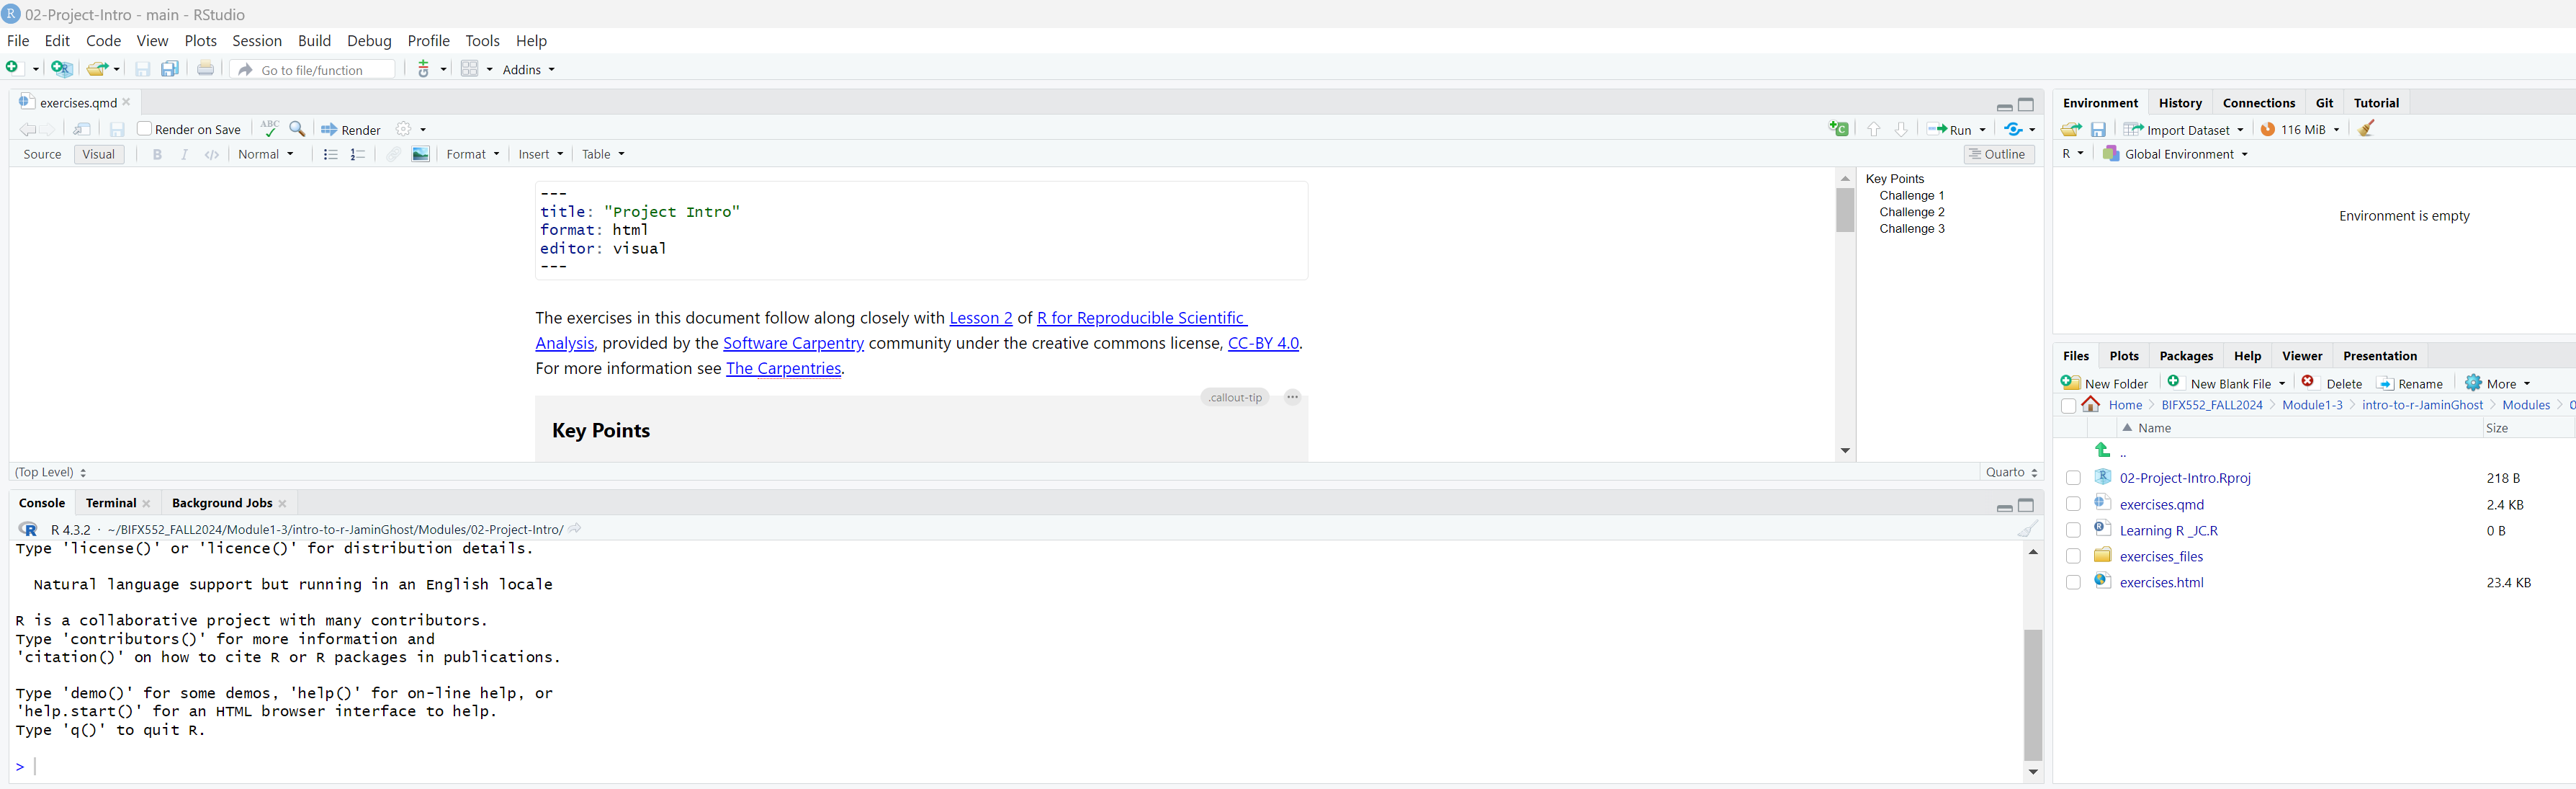 02-Project-Intro - main - RStudio
File Edit Code View Plots Session Build Debug Profile Tools Help
Go to file/function Addins
exercises.qmd
Render on Save ABC Render Run
Source Visual B I </> Normal Format Insert Table Outline
---
title: "Project Intro"
format: html
editor: visual
---
The exercises in this document follow along closely with Lesson 2 of R for Reproducible Scientific
Analysis, provided by the Software Carpentry community under the creative commons license, CC-BY 4.0.
For more information see The Carpentries.
.callout-tip
Key Points
Key Points
Challenge 1
Challenge 2
Challenge 3
(Top Level) Quarto
Console Terminal Background Jobs
R 4.3.2 · ~/BIFX552_FALL2024/Module1-3/intro-to-r-JaminGhost/Modules/02-Project-Intro/
Type 'license()' or 'licence()' for distribution details.
Natural language support but running in an English locale
R is a collaborative project with many contributors.
Type 'contributors()' for more information and
'citation()' on how to cite R or R packages in publications.
Type 'demo()' for some demos, 'help()' for on-line help, or
'help.start()' for an HTML browser interface to help.
Type 'q()' to quit R.
>
Environment History Connections Git Tutorial
Import Dataset 116 MiB
R Global Environment
Environment is empty
Files Plots Packages Help Viewer Presentation
New Folder New Blank File Delete Rename More
Home BIFX552_FALL2024 Module1-3 intro-to-r-JaminGhost Modules
Name Size
..
02-Project-Intro.Rproj 218 B
exercises.qmd 2.4 KB
Learning R _JC.R 0 B
exercises_files
exercises.html 23.4 KB